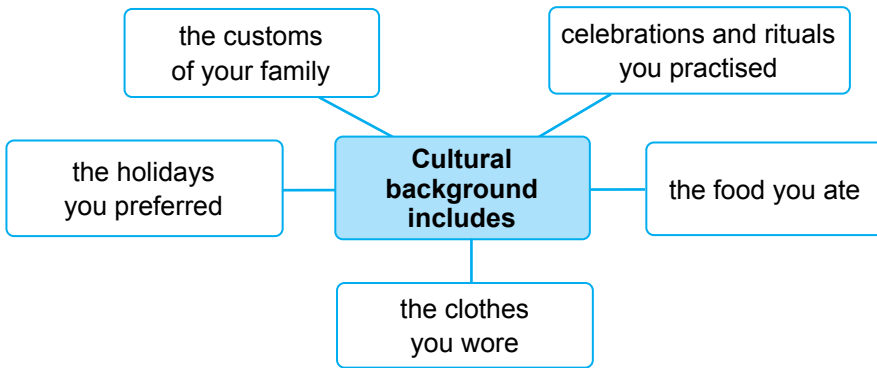 the customs
of your family
celebrations and rituals
you practised
the holidays
you preferred
Cultural
background
includes
the food you ate
the clothes
you wore